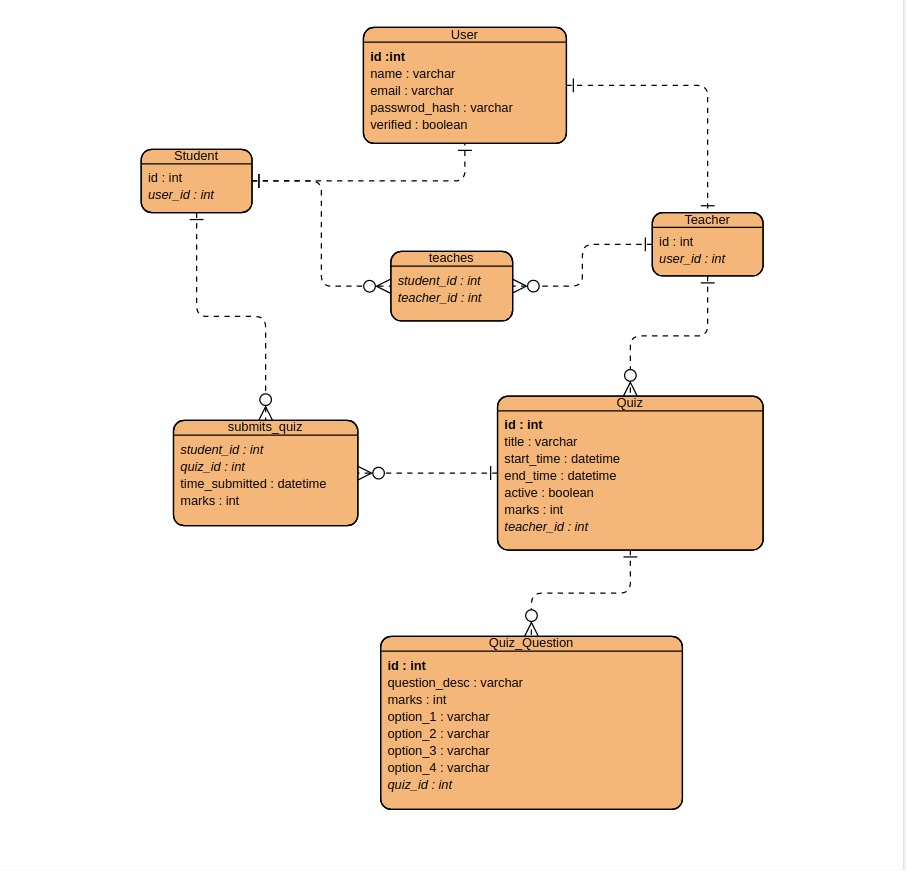 User
id :int
name : varchar
email : varchar
passwrod_hash : varchar
verified : boolean
Student
id : int
user_id : int
Teacher
id : int
user_id : int
teaches
student_id : int
teacher_id : int
submits_quiz
student_id : int
quiz_id : int
time_submitted : datetime
marks : int
Quiz
id : int
title : varchar
start_time : datetime
end_time : datetime
active : boolean
marks : int
teacher_id : int
Quiz_Question
id : int
question_desc : varchar
marks : int
option_1 : varchar
option_2 : varchar
option_3 : varchar
option_4 : varchar
quiz_id : int